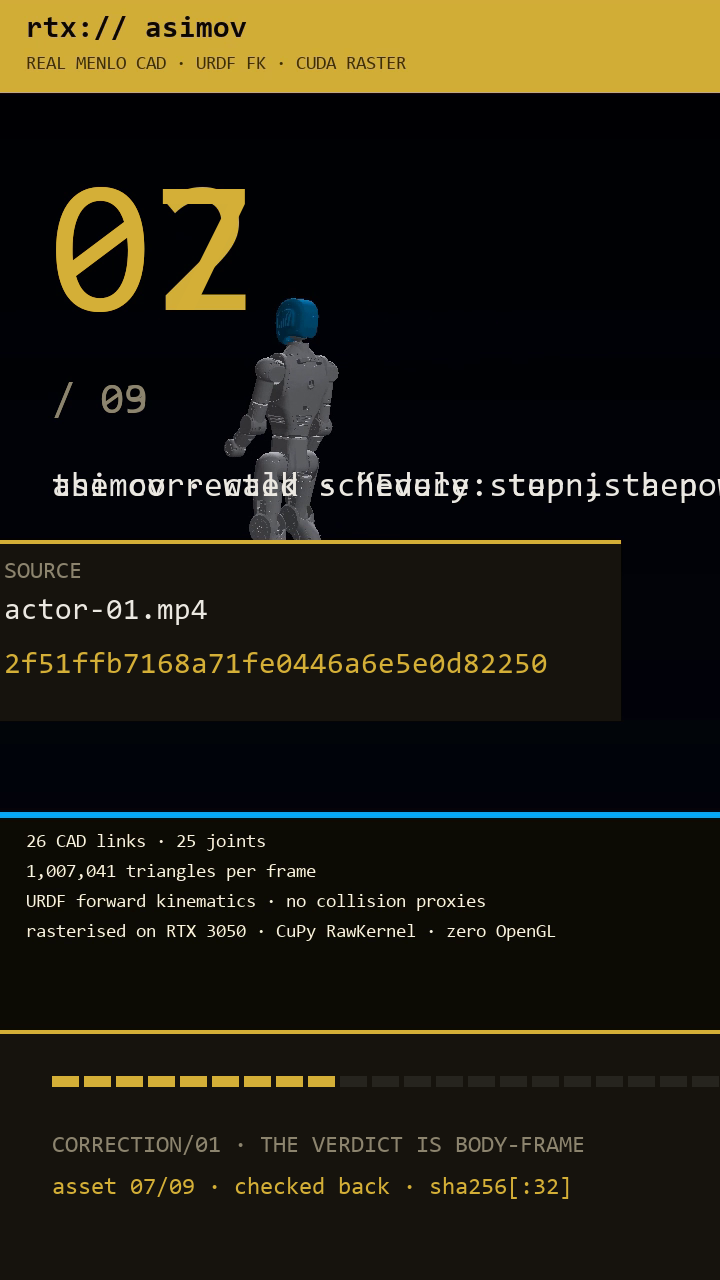 rtx:// asimov
REAL MENLO CAD · URDF FK · CUDA RASTER
/ 09
SOURCE
actor-01.mp4
2f51ffb7168a71fe0446a6e5e0d82250
26 CAD links · 25 joints
1,007,041 triangles per frame
URDF forward kinematics · no collision proxies
rasterised on RTX 3050 · CuPy RawKernel · zero OpenGL
CORRECTION/01 · THE VERDICT IS BODY-FRAME
asset 07/09 · checked back · sha256[:32]